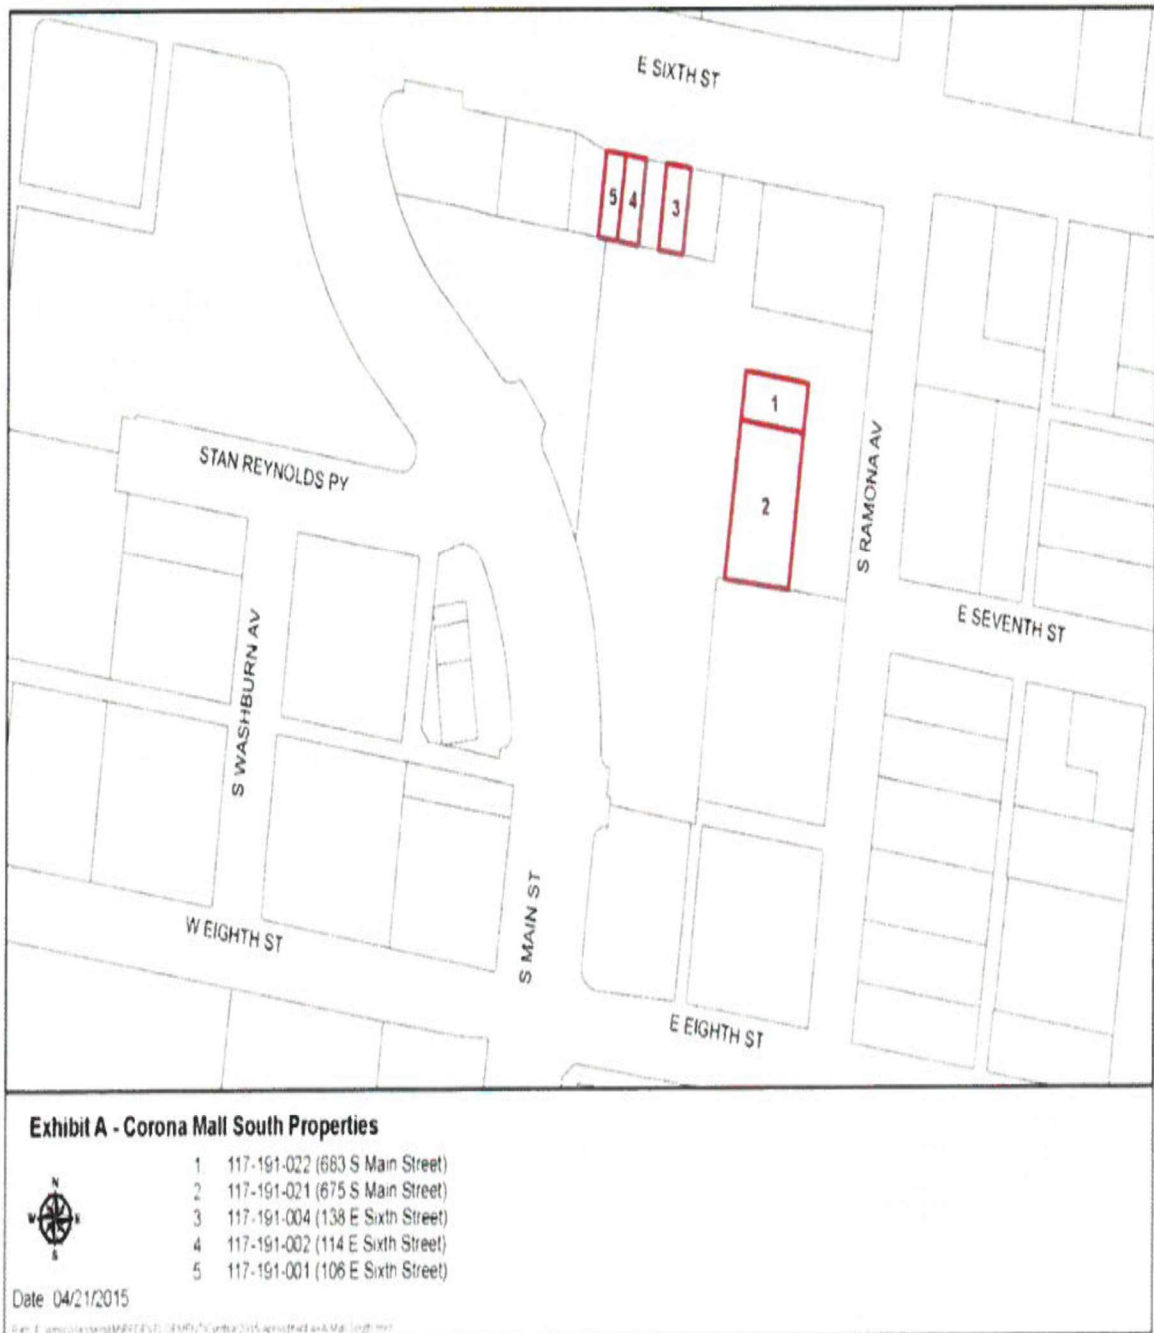 E SIXTH ST
5 4 3
1
STAN REYNOLDS PY
S RAMONA AV
2
E SEVENTH ST
S WASHBURN AV
W EIGHTH ST
S MAIN ST
E EIGHTH ST
Exhibit A - Corona Mall South Properties
1 117-191-022 (683 S Main Street)
2 117-191-021 (675 S Main Street)
3 117-191-004 (138 E Sixth Street)
4 117-191-002 (114 E Sixth Street)
5 117-191-001 (106 E Sixth Street)
N
W E
S
Date: 04/21/2015